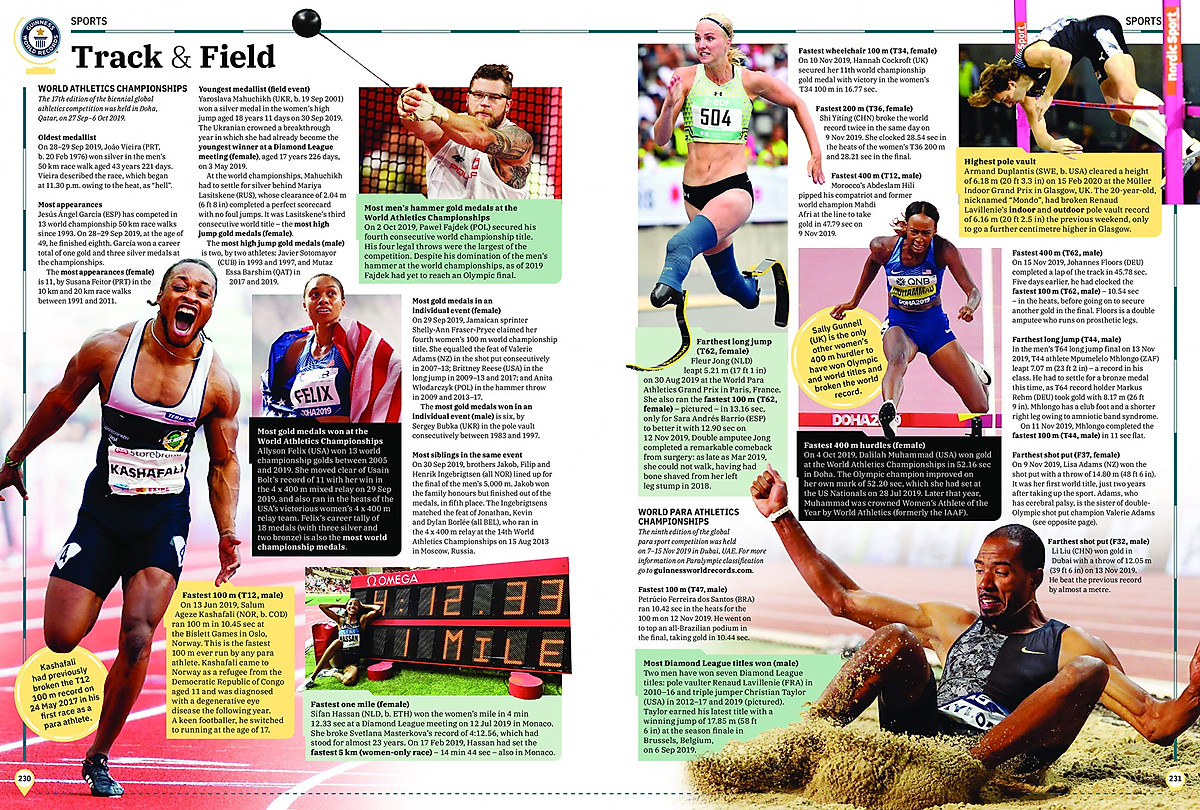 GUINNESS WORLD RECORDS
SPORTS
Track & Field
WORLD ATHLETICS CHAMPIONSHIPS
The 17th edition of the biennial global
athletics competition was held in Doha,
Qatar, on 27 Sep–6 Oct 2019.
Oldest medallist
On 28–29 Sep 2019, João Vieira (PRT,
b. 20 Feb 1976) won silver in the men's
50 km race walk aged 43 years 221 days.
Vieira described the race, which began
at 11.30 p.m. owing to the heat, as "hell".
Most appearances
Jesús Ángel García (ESP) has competed in
13 world championship 50 km race walks
since 1993. On 28–29 Sep 2019, at the age of
49, he finished eighth. García won a career
total of one gold and three silver medals at
the championships.
The most appearances (female)
is 11, by Susana Feitor (PRT) in the
10 km and 20 km race walks
between 1991 and 2011.
Youngest medallist (field event)
Yaroslava Mahuchikh (UKR, b. 19 Sep 2001)
won a silver medal in the women's high
jump aged 18 years 11 days on 30 Sep 2019.
The Ukranian crowned a breakthrough
year in which she had already become the
youngest winner at a Diamond League
meeting (female), aged 17 years 226 days,
on 3 May 2019.
At the world championships, Mahuchikh
had to settle for silver behind Mariya
Lasitskene (RUS), whose clearance of 2.04 m
(6 ft 8 in) completed a perfect scorecard
with no foul jumps. It was Lasitskene's third
consecutive world title – the most high
jump gold medals (female).
The most high jump gold medals (male)
is two, by two athletes: Javier Sotomayor
(CUB) in 1993 and 1997, and Mutaz
Essa Barshim (QAT) in
2017 and 2019.
Most men's hammer gold medals at the
World Athletics Championships
On 2 Oct 2019, Paweł Fajdek (POL) secured his
fourth consecutive world championship title.
His four legal throws were the largest of the
competition. Despite his domination of the men's
hammer at the world championships, as of 2019
Fajdek had yet to reach an Olympic final.
FELIX
DOHA2019
Most gold medals won at the
World Athletics Championships
Allyson Felix (USA) won 13 world
championship golds between 2005
and 2019. She moved clear of Usain
Bolt's record of 11 with her win in
the 4 x 400 m mixed relay on 29 Sep
2019, and also ran in the heats of the
USA's victorious women's 4 x 400 m
relay team. Felix's career tally of
18 medals (with three silver and
two bronze) is also the most world
championship medals.
Most gold medals in an
individual event (female)
On 29 Sep 2019, Jamaican sprinter
Shelly-Ann Fraser-Pryce claimed her
fourth women's 100 m world championship
title. She equalled the feat of Valerie
Adams (NZ) in the shot put consecutively
in 2007–13; Brittney Reese (USA) in the
long jump in 2009–13 and 2017; and Anita
Włodarczyk (POL) in the hammer throw
in 2009 and 2013–17.
The most gold medals won in an
individual event (male) is six, by
Sergey Bubka (UKR) in the pole vault
consecutively between 1983 and 1997.
Most siblings in the same event
On 30 Sep 2019, brothers Jakob, Filip and
Henrik Ingebrigtsen (all NOR) lined up for
the final of the men's 5,000 m. Jakob won
the family honours but finished out of the
medals, in fifth place. The Ingebrigtsens
matched the feat of Jonathan, Kevin
and Dylan Borlée (all BEL), who ran in
the 4 x 400 m relay at the 14th World
Athletics Championships on 15 Aug 2013
in Moscow, Russia.
Storebrand
KASHAFALI
Fastest 100 m (T12, male)
On 13 Jun 2019, Salum
Ageze Kashafali (NOR, b. COD)
ran 100 m in 10.45 sec at
the Bislett Games in Oslo,
Norway. This is the fastest
100 m ever run by any para
athlete. Kashafali came to
Norway as a refugee from the
Democratic Republic of Congo
aged 11 and was diagnosed
with a degenerative eye
disease the following year.
A keen footballer, he switched
to running at the age of 17.
Kashafali
had previously
broken the T12
100 m record on
24 May 2017 in his
first race as a
para athlete.
Ω OMEGA
4:12.33
1 MILE
HASSAN
Fastest one mile (female)
Sifan Hassan (NLD, b. ETH) won the women's mile in 4 min
12.33 sec at a Diamond League meeting on 12 Jul 2019 in Monaco.
She broke Svetlana Masterkova's record of 4:12.56, which had
stood for almost 23 years. On 17 Feb 2019, Hassan had set the
fastest 5 km (women-only race) – 14 min 44 sec – also in Monaco.
230
SPORTS
edf
504
Farthest long jump
(T62, female)
Fleur Jong (NLD)
leapt 5.21 m (17 ft 1 in)
on 30 Aug 2019 at the World Para
Athletics Grand Prix in Paris, France.
She also ran the fastest 100 m (T62,
female) – pictured – in 13.16 sec,
only for Sara Andrés Barrio (ESP)
to better it with 12.90 sec on
12 Nov 2019. Double amputee Jong
completed a remarkable comeback
from surgery: as late as Mar 2019,
she could not walk, having had
bone shaved from her left
leg stump in 2018.
WORLD PARA ATHLETICS
CHAMPIONSHIPS
The ninth edition of the global
para sport competition was held
on 7–15 Nov 2019 in Dubai, UAE. For more
information on Paralympic classification
go to guinnessworldrecords.com.
Fastest 100 m (T47, male)
Petrúcio Ferreira dos Santos (BRA)
ran 10.42 sec in the heats for the
100 m on 12 Nov 2019. He went on
to top an all-Brazilian podium in
the final, taking gold in 10.44 sec.
Most Diamond League titles won (male)
Two men have won seven Diamond League
titles: pole vaulter Renaud Lavillenie (FRA) in
2010–16 and triple jumper Christian Taylor
(USA) in 2012–17 and 2019 (pictured).
Taylor earned his latest title with a
winning jump of 17.85 m (58 ft
6 in) at the season finale in
Brussels, Belgium,
on 6 Sep 2019.
Fastest wheelchair 100 m (T34, female)
On 10 Nov 2019, Hannah Cockroft (UK)
secured her 11th world championship
gold medal with victory in the women's
T34 100 m in 16.77 sec.
Fastest 200 m (T36, female)
Shi Yiting (CHN) broke the world
record twice in the same day on
9 Nov 2019. She clocked 28.54 sec in
the heats of the women's T36 200 m
and 28.21 sec in the final.
Fastest 400 m (T12, male)
Morocco's Abdeslam Hili
pipped his compatriot and former
world champion Mahdi
Afri at the line to take
gold in 47.79 sec on
9 Nov 2019.
QNB
MUHAMMAD
DOHA2019
Sally Gunnell
(UK) is the only
other women's
400 m hurdler to
have won Olympic
and world titles and
broken the world
record.
DOHA2019
Fastest 400 m hurdles (female)
On 4 Oct 2019, Dalilah Muhammad (USA) won gold
at the World Athletics Championships in 52.16 sec
in Doha. The Olympic champion improved on
her own mark of 52.20 sec, which she had set at
the US Nationals on 28 Jul 2019. Later that year,
Muhammad was crowned Women's Athlete of the
Year by World Athletics (formerly the IAAF).
Sport
nordic Sport
Highest pole vault
Armand Duplantis (SWE, b. USA) cleared a height
of 6.18 m (20 ft 3.3 in) on 15 Feb 2020 at the Müller
Indoor Grand Prix in Glasgow, UK. The 20-year-old,
nicknamed "Mondo", had broken Renaud
Lavillenie's indoor and outdoor pole vault record
of 6.16 m (20 ft 2.5 in) the previous weekend, only
to go a further centimetre higher in Glasgow.
Fastest 400 m (T62, male)
On 15 Nov 2019, Johannes Floors (DEU)
completed a lap of the track in 45.78 sec.
Five days earlier, he had clocked the
fastest 100 m (T62, male) – 10.54 sec
– in the heats, before going on to secure
another gold in the final. Floors is a double
amputee who runs on prosthetic legs.
Farthest long jump (T44, male)
In the men's T64 long jump final on 13 Nov
2019, T44 athlete Mpumelelo Mhlongo (ZAF)
leapt 7.07 m (23 ft 2 in) – a record in his
class. He had to settle for a bronze medal
this time, as T64 record holder Markus
Rehm (DEU) took gold with 8.17 m (26 ft
9 in). Mhlongo has a club foot and a shorter
right leg owing to amniotic band syndrome.
On 11 Nov 2019, Mhlongo completed the
fastest 100 m (T44, male) in 11 sec flat.
Farthest shot put (F37, female)
On 9 Nov 2019, Lisa Adams (NZ) won the
shot put with a throw of 14.80 m (48 ft 6 in).
It was her first world title, just two years
after taking up the sport. Adams, who
has cerebral palsy, is the sister of double-
Olympic shot put champion Valerie Adams
(see opposite page).
Farthest shot put (F32, male)
Li Liu (CHN) won gold in
Dubai with a throw of 12.05 m
(39 ft 6 in) on 13 Nov 2019.
He beat the previous record
by almost a metre.
231